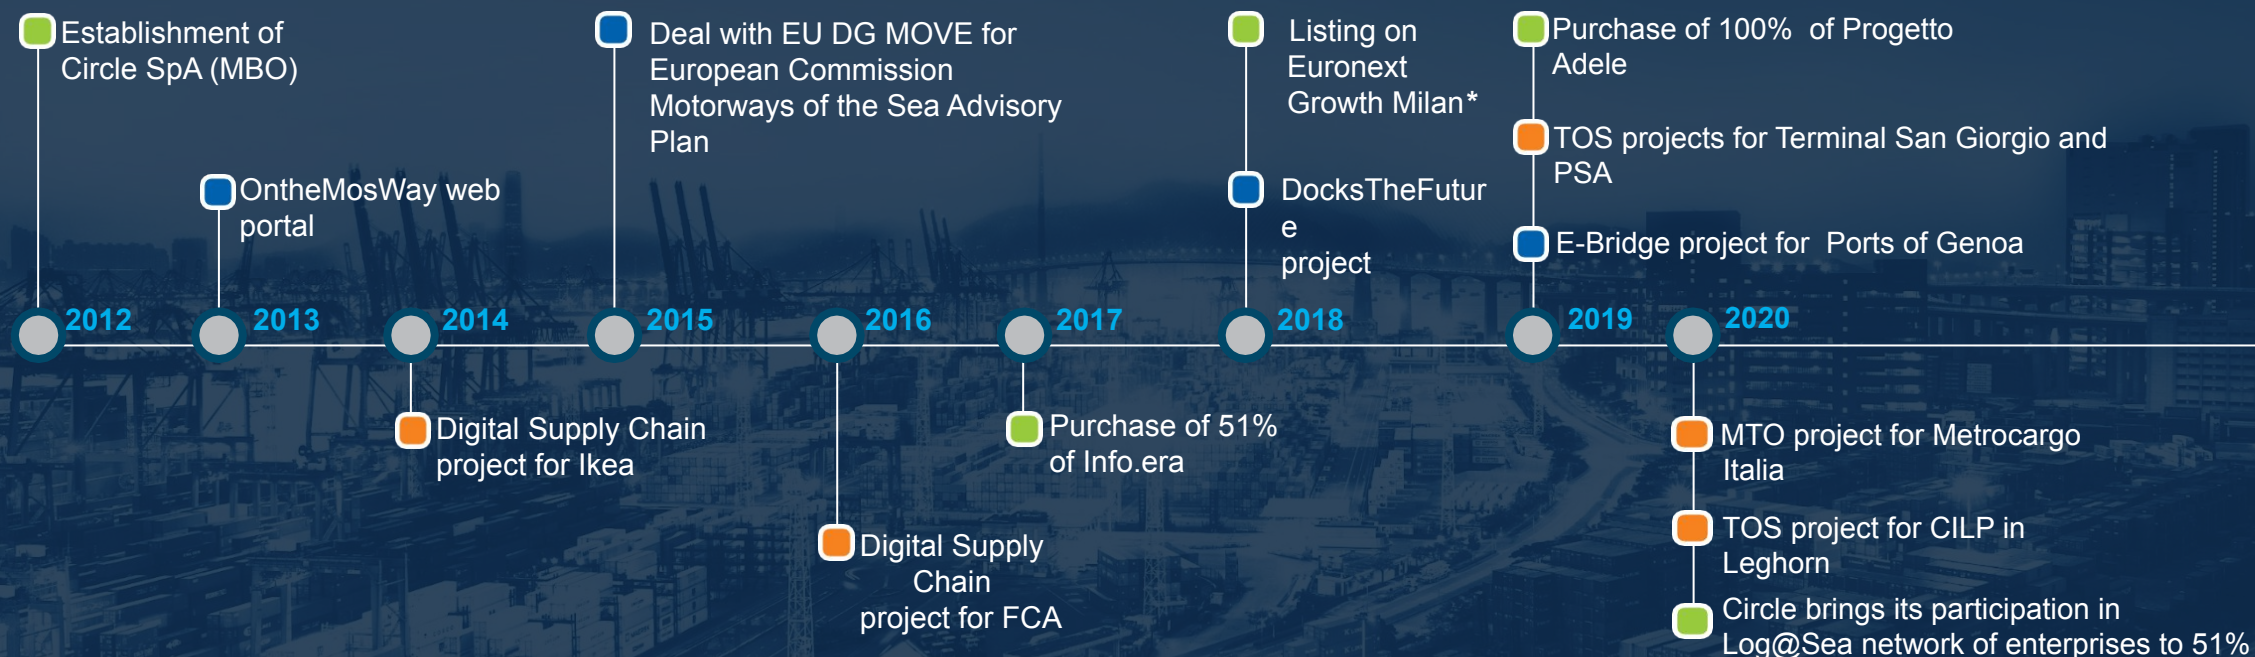 Establishment of
Circle SpA (MBO)
Deal with EU DG MOVE for
European Commission
Motorways of the Sea Advisory
Plan
Listing on
Euronext
Growth Milan*
Purchase of 100%  of Progetto
Adele
TOS projects for Terminal San Giorgio and
PSA
OntheMosWay web
portal
DocksTheFutur
e
project
E-Bridge project for  Ports of Genoa
2012
2013
2014
2015
2016
2017
2018
2019
2020
Digital Supply Chain
project for Ikea
Digital Supply
Chain
project for FCA
Purchase of 51%
of Info.era
MTO project for Metrocargo
Italia
TOS project for CILP in
Leghorn
Circle brings its participation in
Log@Sea network of enterprises to 51%